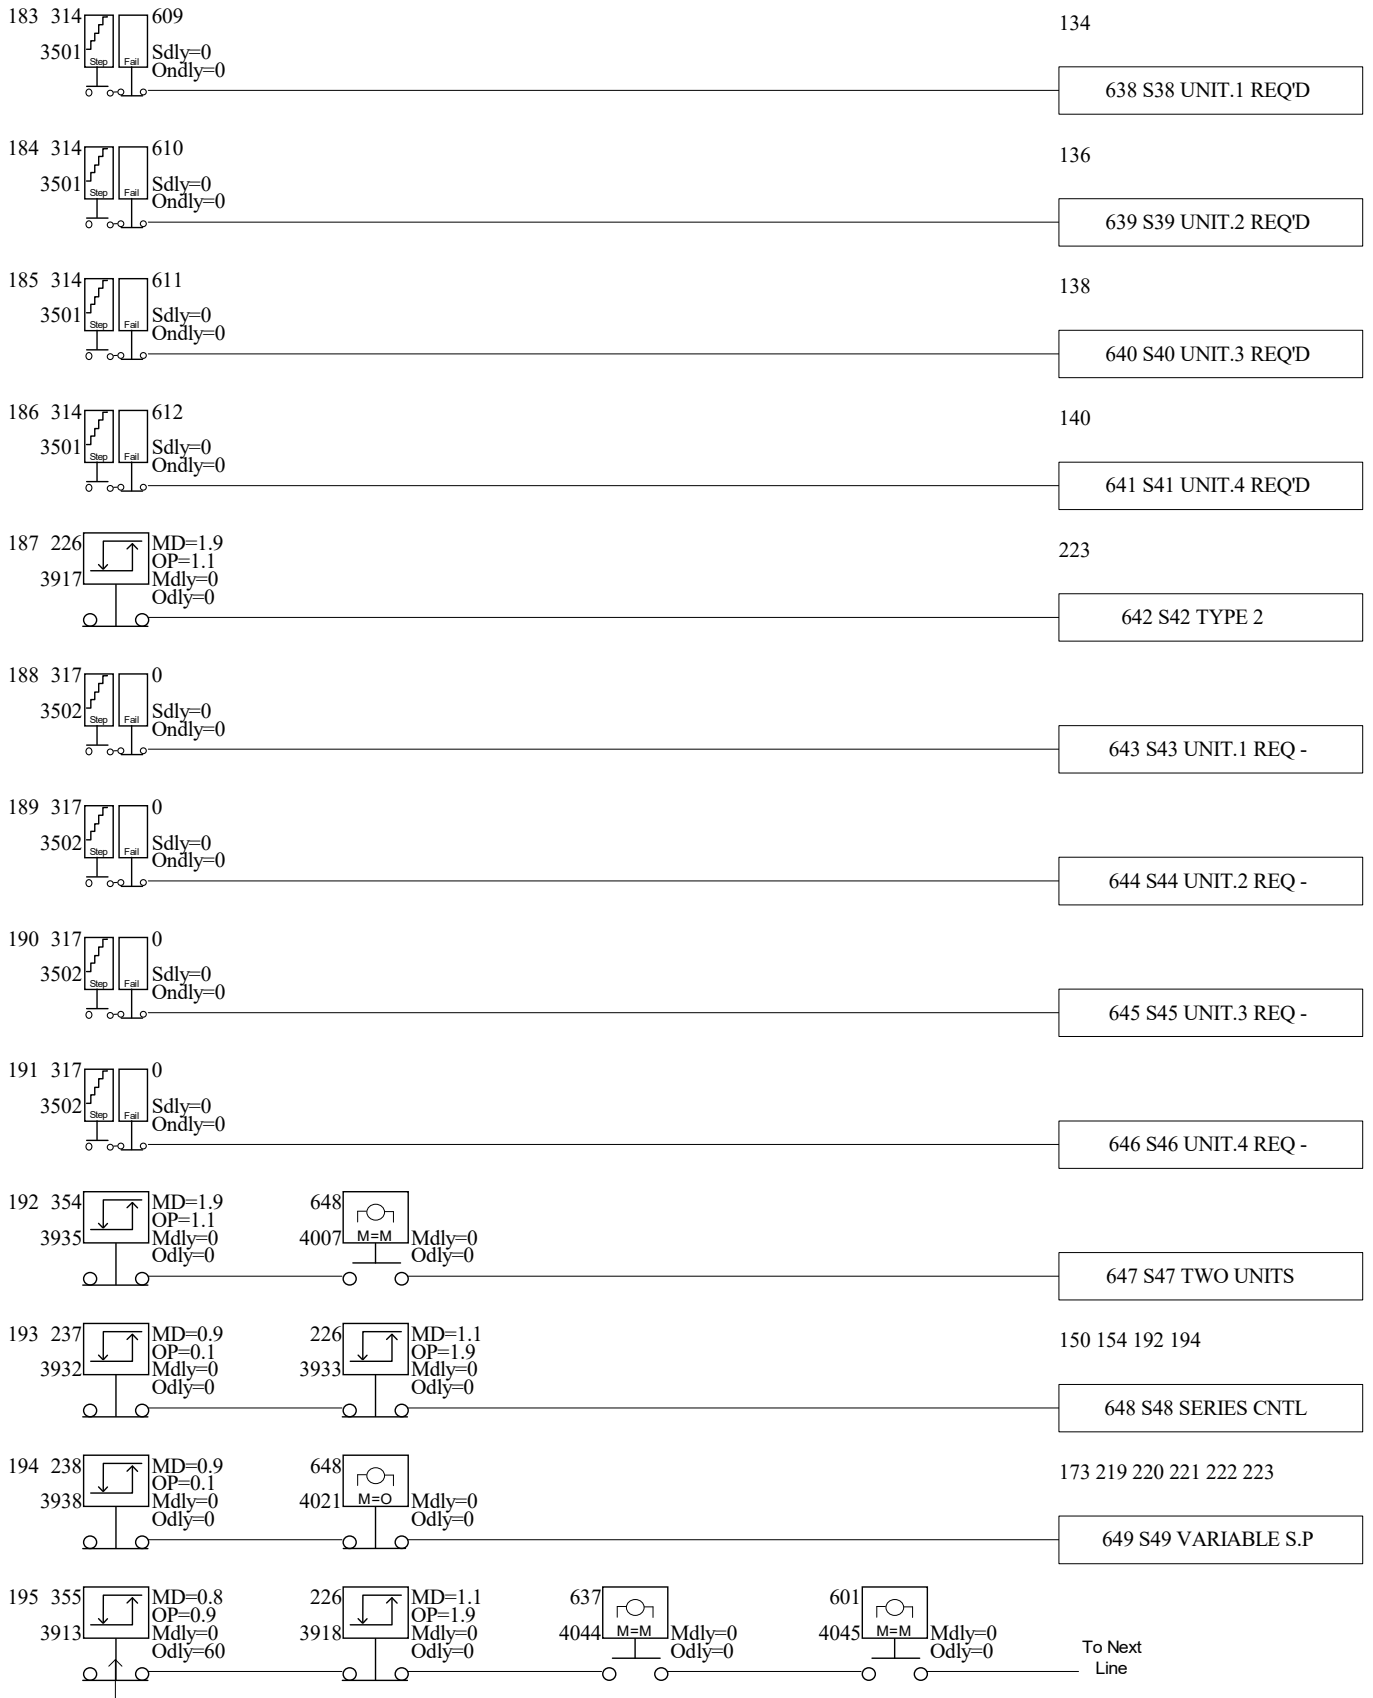 183 314 609 134
3501 Sdly=0
Step Fail Ondly=0
638 S38 UNIT.1 REQ'D
184 314 610 136
3501 Sdly=0
Step Fail Ondly=0
639 S39 UNIT.2 REQ'D
185 314 611 138
3501 Sdly=0
Step Fail Ondly=0
640 S40 UNIT.3 REQ'D
186 314 612 140
3501 Sdly=0
Step Fail Ondly=0
641 S41 UNIT.4 REQ'D
187 226 MD=1.9 223
OP=1.1
3917 Mdly=0
Odly=0
642 S42 TYPE 2
188 317 0
3502 Sdly=0
Step Fail Ondly=0
643 S43 UNIT.1 REQ -
189 317 0
3502 Sdly=0
Step Fail Ondly=0
644 S44 UNIT.2 REQ -
190 317 0
3502 Sdly=0
Step Fail Ondly=0
645 S45 UNIT.3 REQ -
191 317 0
3502 Sdly=0
Step Fail Ondly=0
646 S46 UNIT.4 REQ -
192 354 MD=1.9 648
OP=1.1
3935 Mdly=0 4007 M=M Mdly=0
Odly=0 Odly=0
647 S47 TWO UNITS
193 237 MD=0.9 226 MD=1.1 150 154 192 194
OP=0.1 OP=1.9
3932 Mdly=0 3933 Mdly=0
Odly=0 Odly=0
648 S48 SERIES CNTL
194 238 MD=0.9 648 173 219 220 221 222 223
OP=0.1
3938 Mdly=0 4021 M=O Mdly=0
Odly=0 Odly=0
649 S49 VARIABLE S.P
195 355 MD=0.8 226 MD=1.1 637 601
OP=0.9 OP=1.9
3913 Mdly=0 3918 Mdly=0 4044 M=M Mdly=0 4045 M=M Mdly=0
Odly=60 Odly=0 Odly=0 Odly=0
To Next
Line